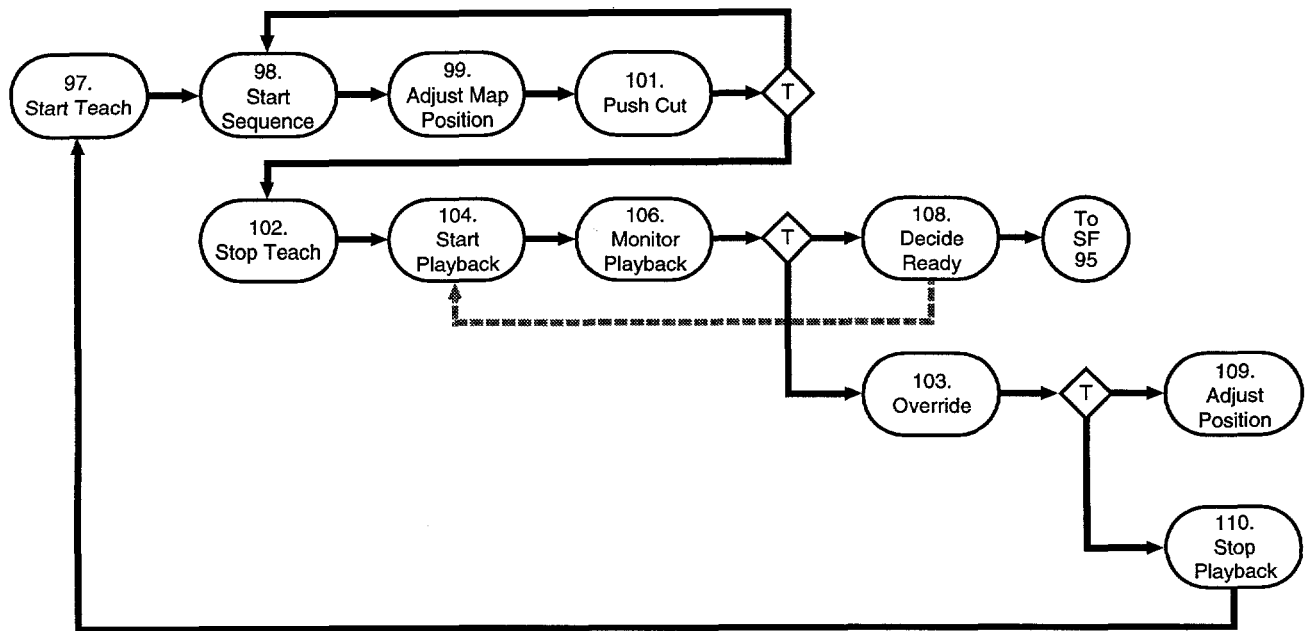 97.
Start Teach
98.
Start
Sequence
99.
Adjust Map
Position
101.
Push Cut
T
102.
Stop Teach
104.
Start
Playback
106.
Monitor
Playback
T
108.
Decide
Ready
To
SF
95
103.
Override
T
109.
Adjust
Position
110.
Stop
Playback